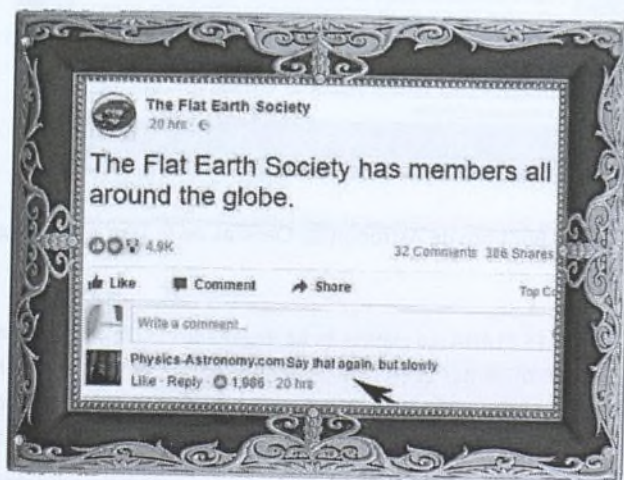 The Flat Earth Society
20 hrs ·
The Flat Earth Society has members all
around the globe.
4.9K
32 Comments 386 Shares
Like Comment Share
Top Co
Write a comment...
Physics-Astronomy.com Say that again, but slowly
Like · Reply · 1,986 · 20 hrs